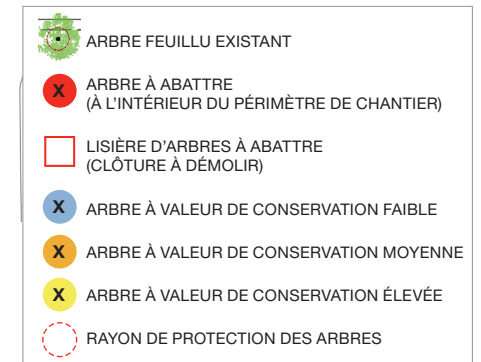 ARBRE FEUILLU EXISTANT
X ARBRE À ABATTRE
(À L'INTÉRIEUR DU PÉRIMÈTRE DE CHANTIER)
LISIÈRE D'ARBRES À ABATTRE
(CLÔTURE À DÉMOLIR)
X ARBRE À VALEUR DE CONSERVATION FAIBLE
X ARBRE À VALEUR DE CONSERVATION MOYENNE
X ARBRE À VALEUR DE CONSERVATION ÉLEVÉE
RAYON DE PROTECTION DES ARBRES